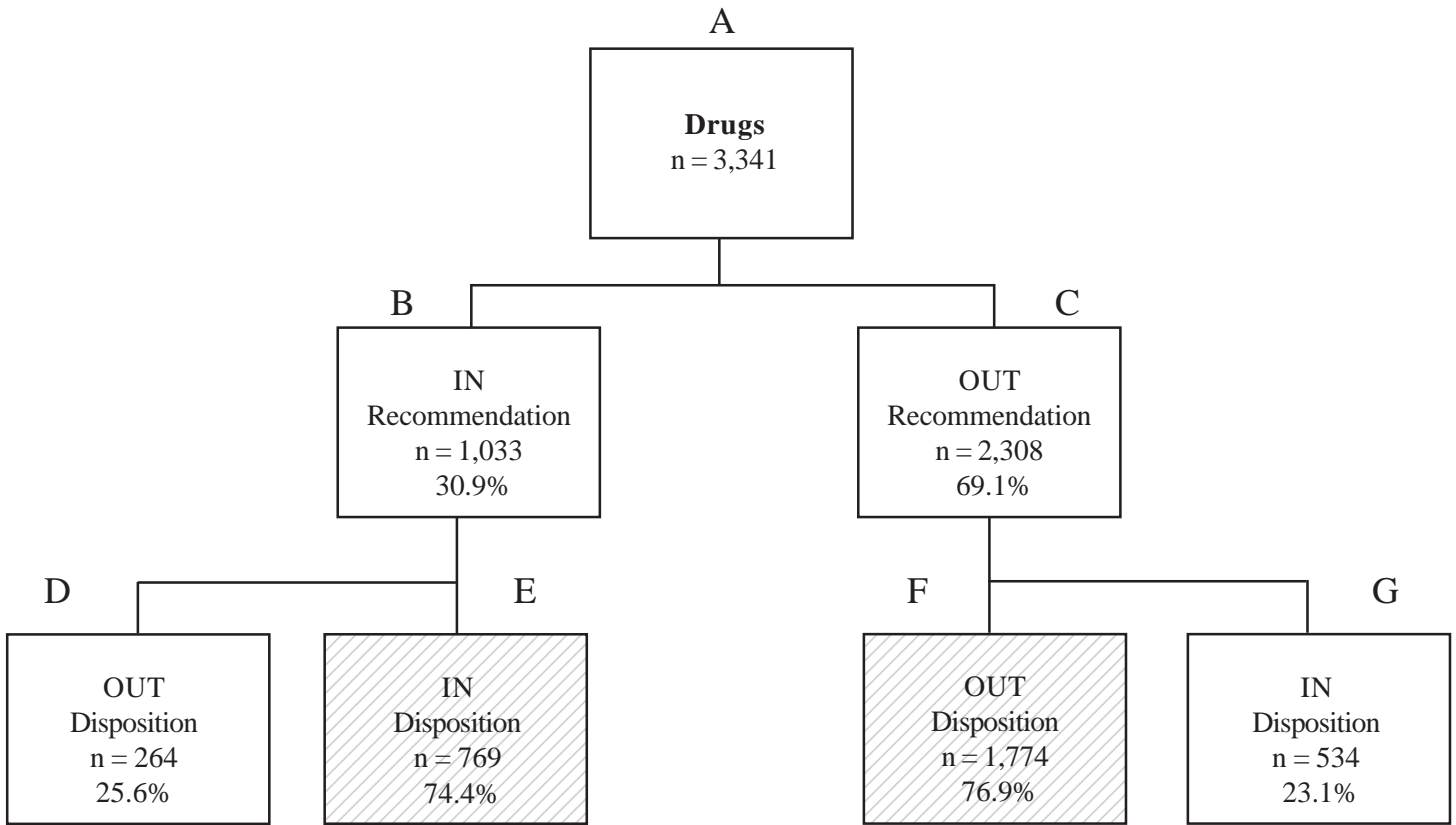 A
Drugs
n = 3,341
B
C
IN
Recommendation
n = 1,033
30.9%
OUT
Recommendation
n = 2,308
69.1%
D
E
F
G
OUT
Disposition
n = 264
25.6%
IN
Disposition
n = 769
74.4%
OUT
Disposition
n = 1,774
76.9%
IN
Disposition
n = 534
23.1%